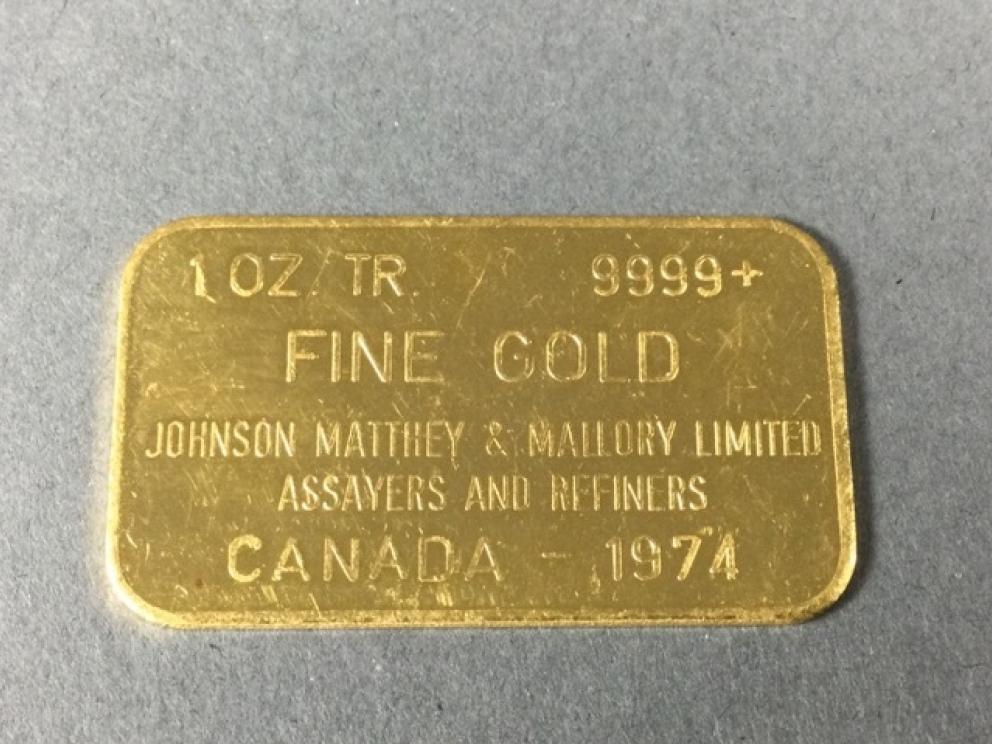 1 OZ TR. 9999+
FINE GOLD
JOHNSON MATTHEY & MALLORY LIMITED
ASSAYERS AND REFINERS
CANADA - 1974